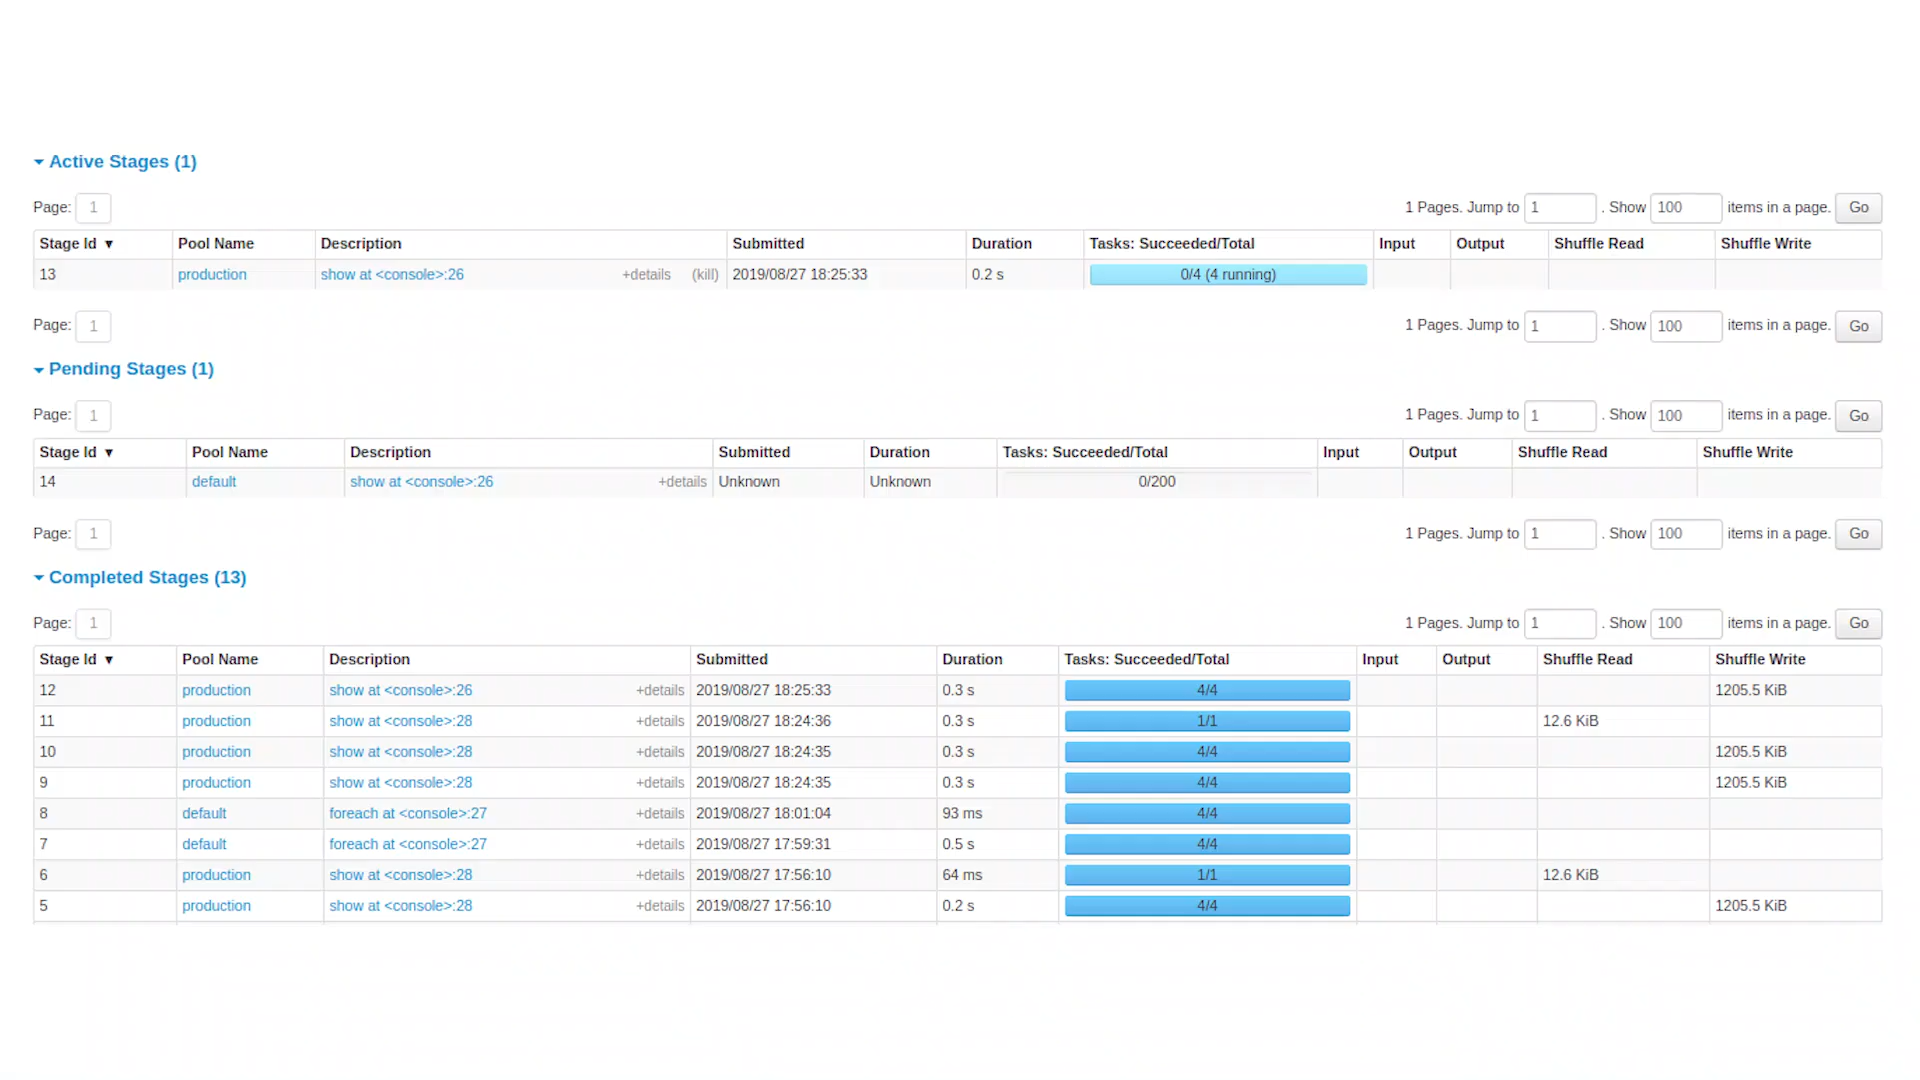 Active Stages (1)
Page: 1 1 Pages. Jump to 1 . Show 100 items in a page. Go
Stage Id ▼ Pool Name Description Submitted Duration Tasks: Succeeded/Total Input Output Shuffle Read Shuffle Write
13 production show at <console>:26 +details (kill) 2019/08/27 18:25:33 0.2 s 0/4 (4 running)
Page: 1 1 Pages. Jump to 1 . Show 100 items in a page. Go
Pending Stages (1)
Page: 1 1 Pages. Jump to 1 . Show 100 items in a page. Go
Stage Id ▼ Pool Name Description Submitted Duration Tasks: Succeeded/Total Input Output Shuffle Read Shuffle Write
14 default show at <console>:26 +details Unknown Unknown 0/200
Page: 1 1 Pages. Jump to 1 . Show 100 items in a page. Go
Completed Stages (13)
Page: 1 1 Pages. Jump to 1 . Show 100 items in a page. Go
Stage Id ▼ Pool Name Description Submitted Duration Tasks: Succeeded/Total Input Output Shuffle Read Shuffle Write
12 production show at <console>:26 +details 2019/08/27 18:25:33 0.3 s 4/4 1205.5 KiB
11 production show at <console>:28 +details 2019/08/27 18:24:36 0.3 s 1/1 12.6 KiB
10 production show at <console>:28 +details 2019/08/27 18:24:35 0.3 s 4/4 1205.5 KiB
9 production show at <console>:28 +details 2019/08/27 18:24:35 0.3 s 4/4 1205.5 KiB
8 default foreach at <console>:27 +details 2019/08/27 18:01:04 93 ms 4/4
7 default foreach at <console>:27 +details 2019/08/27 17:59:31 0.5 s 4/4
6 production show at <console>:28 +details 2019/08/27 17:56:10 64 ms 1/1 12.6 KiB
5 production show at <console>:28 +details 2019/08/27 17:56:10 0.2 s 4/4 1205.5 KiB